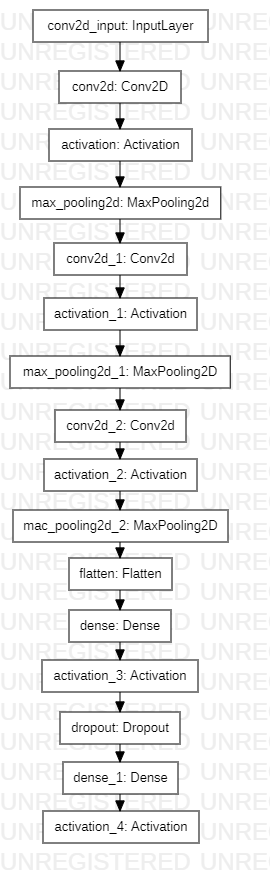 conv2d_input: InputLayer
conv2d: Conv2D
activation: Activation
max_pooling2d: MaxPooling2d
conv2d_1: Conv2d
activation_1: Activation
max_pooling2d_1: MaxPooling2D
conv2d_2: Conv2d
activation_2: Activation
mac_pooling2d_2: MaxPooling2D
flatten: Flatten
dense: Dense
activation_3: Activation
dropout: Dropout
dense_1: Dense
activation_4: Activation
UNREGISTERED